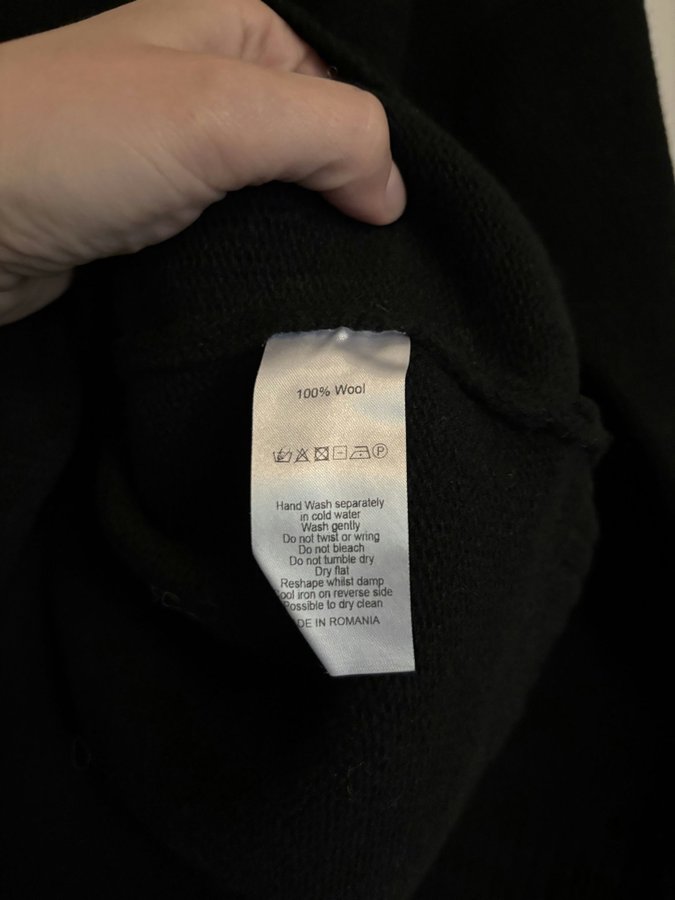 100% Wool
P
Hand Wash separately
in cold water
Wash gently
Do not twist or wring
Do not bleach
Do not tumble dry
Dry flat
Reshape whilst damp
ool iron on reverse side
Possible to dry clean
DE IN ROMANIA